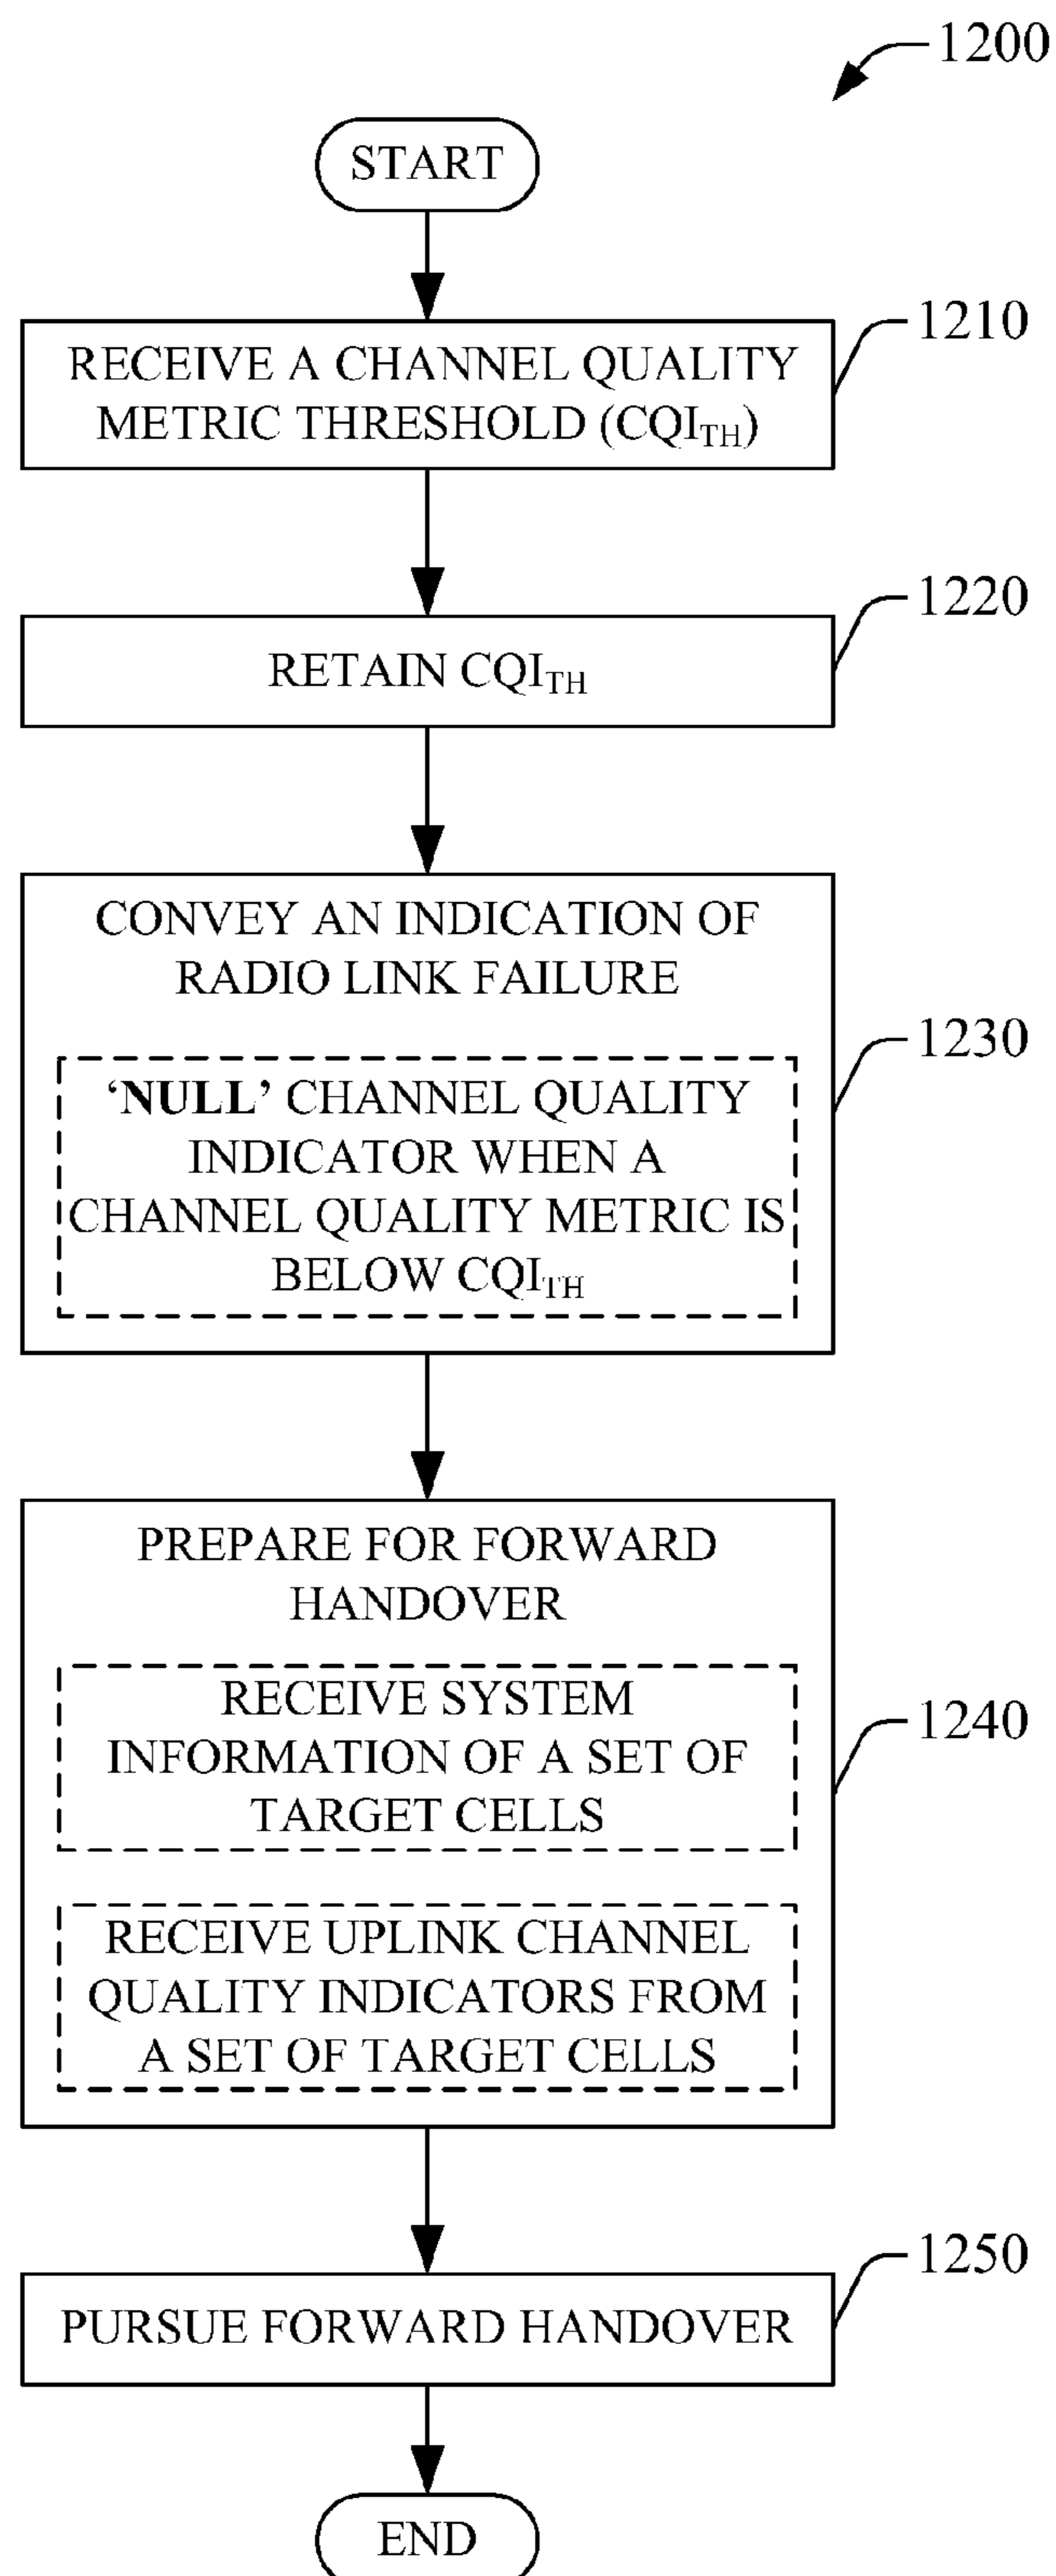 1200
START
1210
RECEIVE A CHANNEL QUALITY
METRIC THRESHOLD (CQITH)
1220
RETAIN CQITH
CONVEY AN INDICATION OF
RADIO LINK FAILURE
1230
‘NULL’ CHANNEL QUALITY
INDICATOR WHEN A
CHANNEL QUALITY METRIC IS
BELOW CQITH
PREPARE FOR FORWARD
HANDOVER
RECEIVE SYSTEM
INFORMATION OF A SET OF
TARGET CELLS
1240
RECEIVE UPLINK CHANNEL
QUALITY INDICATORS FROM
A SET OF TARGET CELLS
1250
PURSUE FORWARD HANDOVER
END